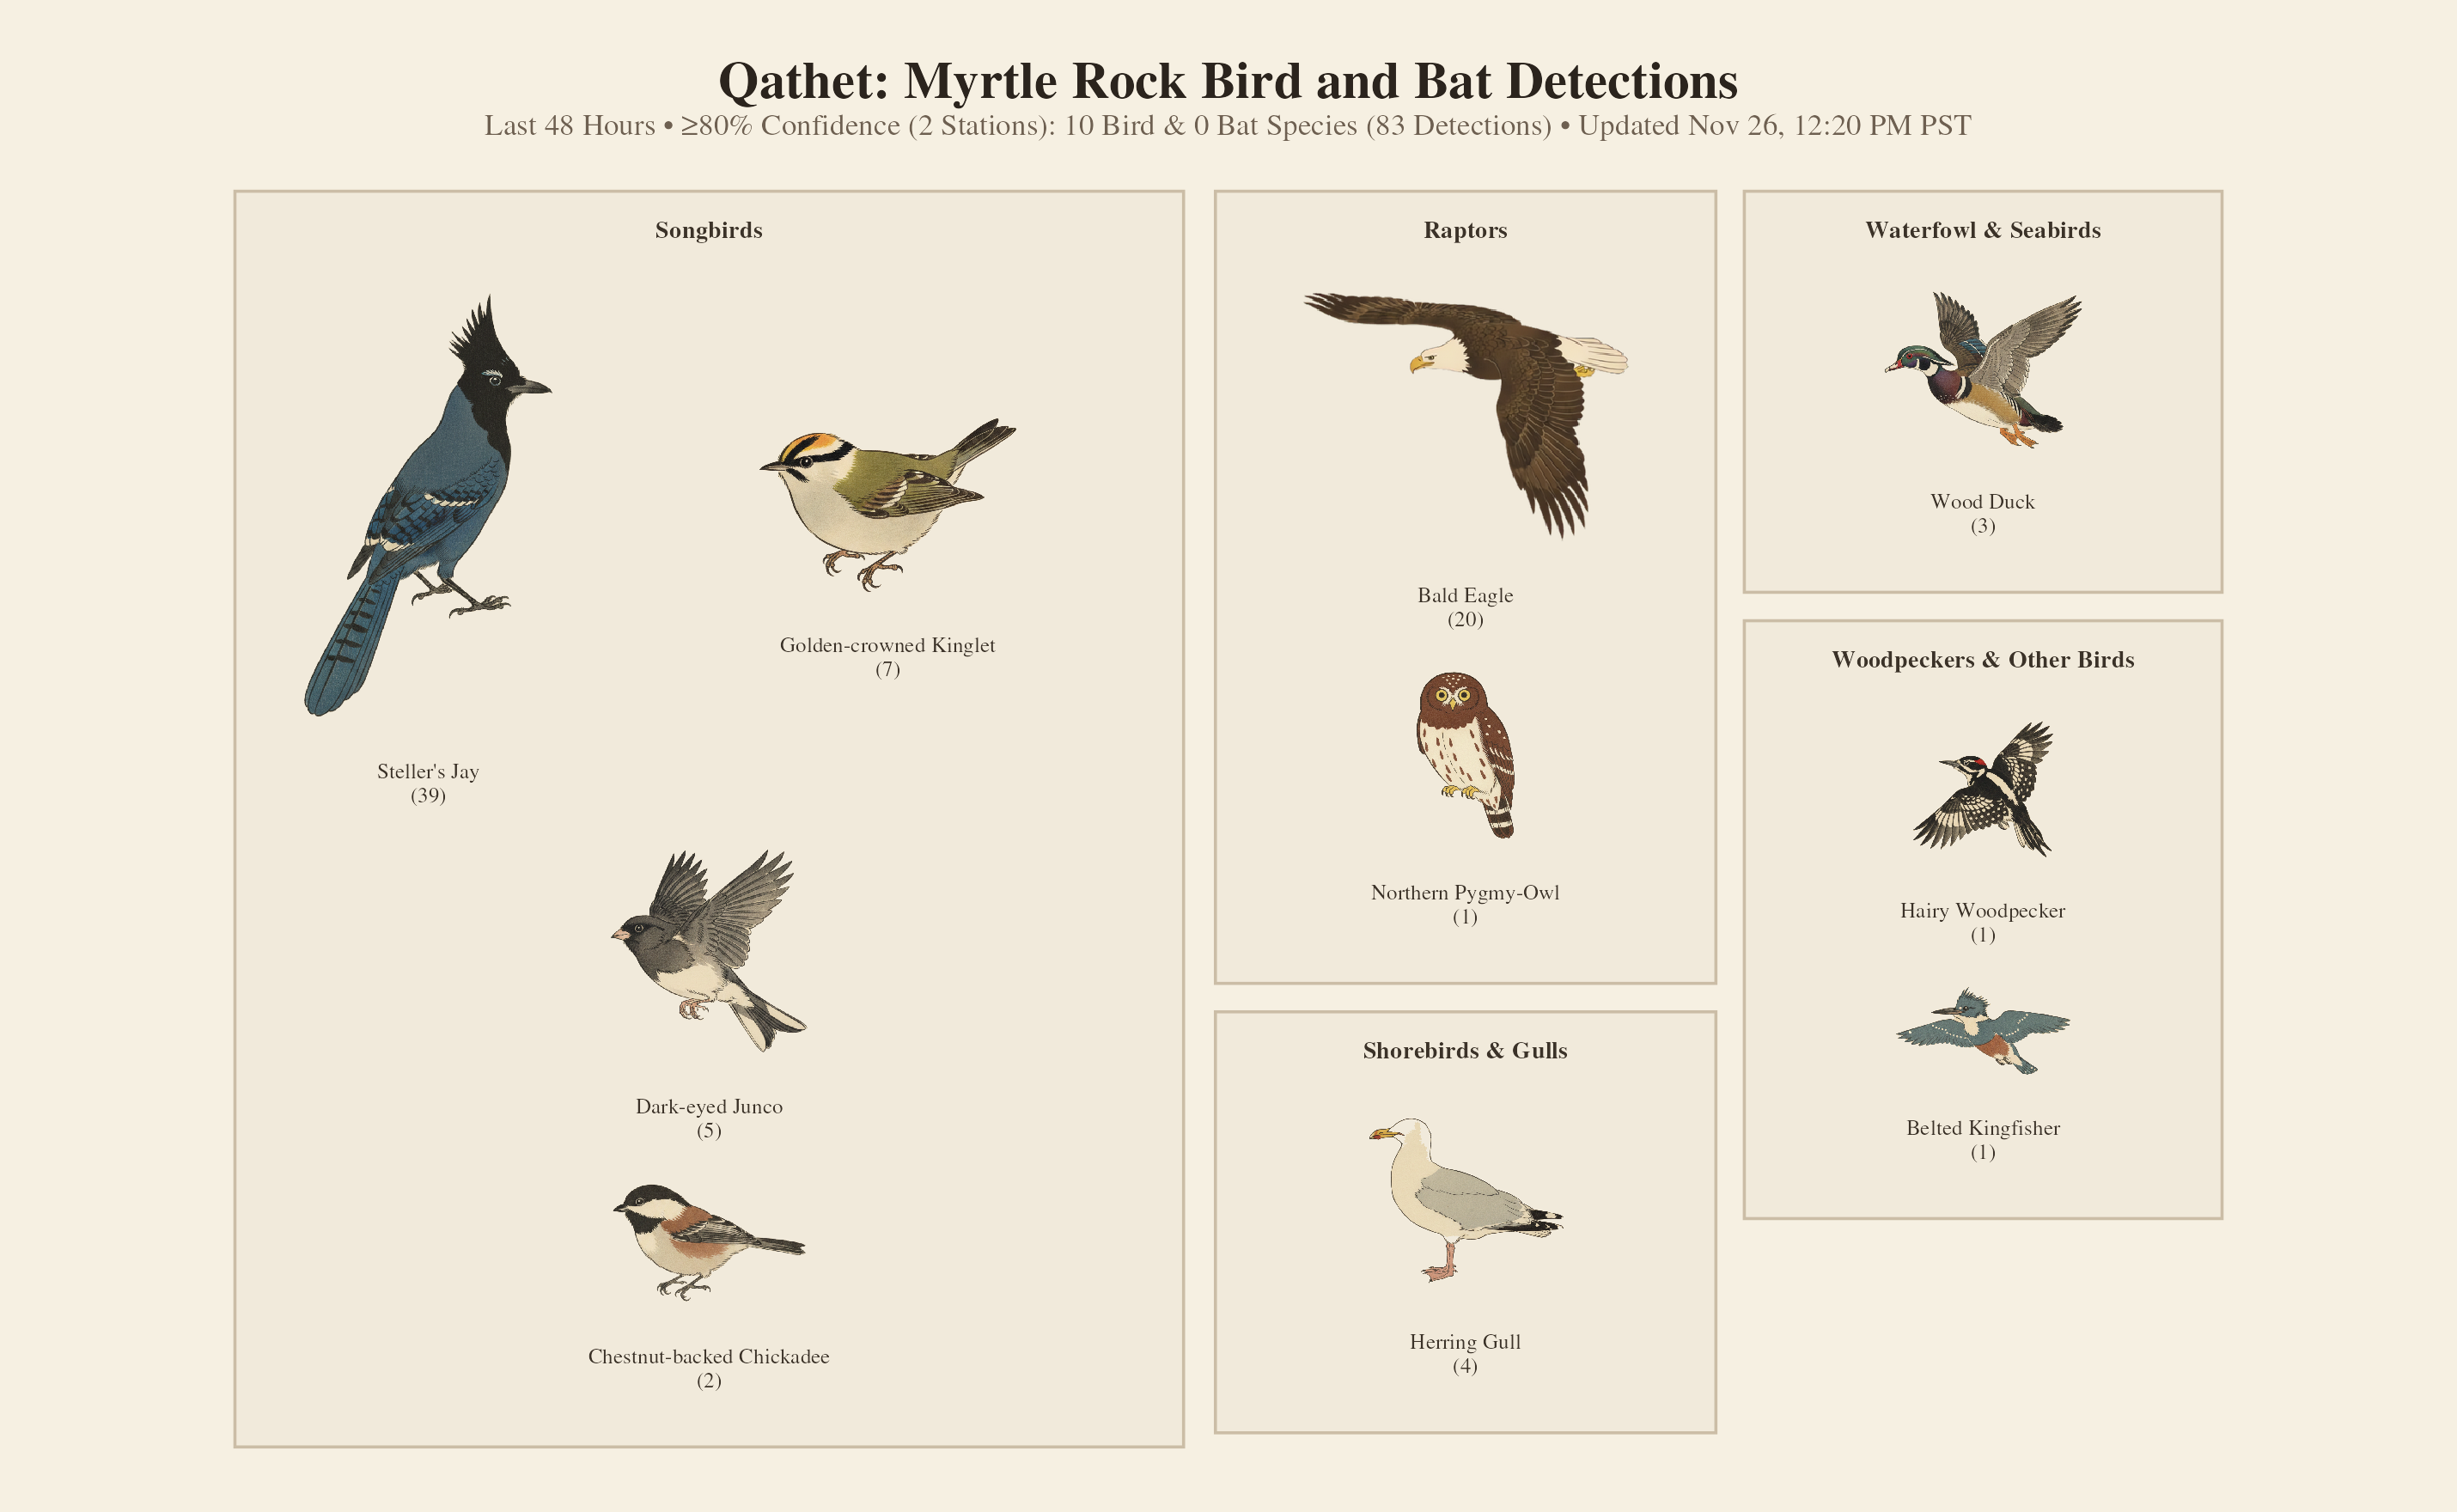 Qathet: Myrtle Rock Bird and Bat Detections
Last 48 Hours • ≥80% Confidence (2 Stations): 10 Bird & 0 Bat Species (83 Detections) • Updated Nov 26, 12:20 PM PST
Songbirds
Steller's Jay
(39)
Golden-crowned Kinglet
(7)
Dark-eyed Junco
(5)
Chestnut-backed Chickadee
(2)
Raptors
Bald Eagle
(20)
Northern Pygmy-Owl
(1)
Shorebirds & Gulls
Herring Gull
(4)
Waterfowl & Seabirds
Wood Duck
(3)
Woodpeckers & Other Birds
Hairy Woodpecker
(1)
Belted Kingfisher
(1)